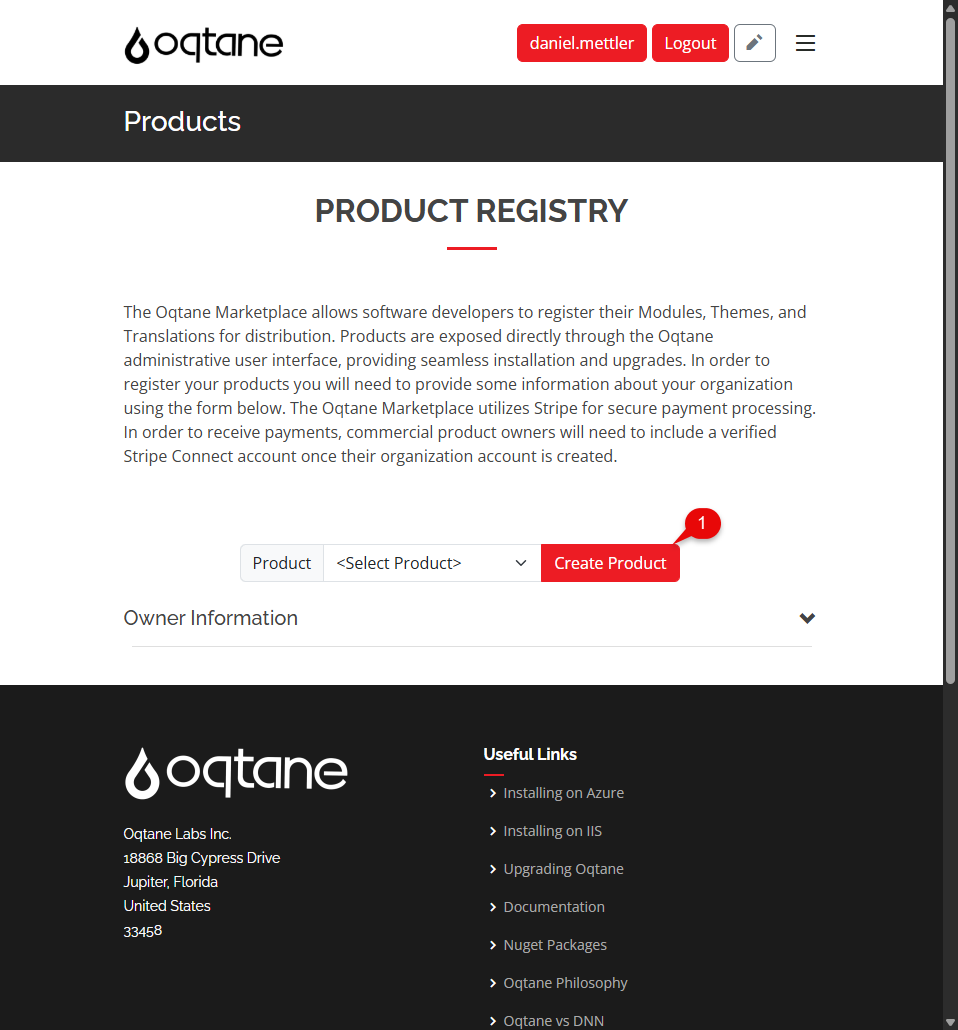 oqtane
daniel.mettler
Logout
Products
PRODUCT REGISTRY
The Oqtane Marketplace allows software developers to register their Modules, Themes, and
Translations for distribution. Products are exposed directly through the Oqtane
administrative user interface, providing seamless installation and upgrades. In order to
register your products you will need to provide some information about your organization
using the form below. The Oqtane Marketplace utilizes Stripe for secure payment processing.
In order to receive payments, commercial product owners will need to include a verified
Stripe Connect account once their organization account is created.
1
Product
<Select Product>
Create Product
Owner Information
oqtane
Oqtane Labs Inc.
18868 Big Cypress Drive
Jupiter, Florida
United States
33458
Useful Links
Installing on Azure
Installing on IIS
Upgrading Oqtane
Documentation
Nuget Packages
Oqtane Philosophy
Oqtane vs DNN